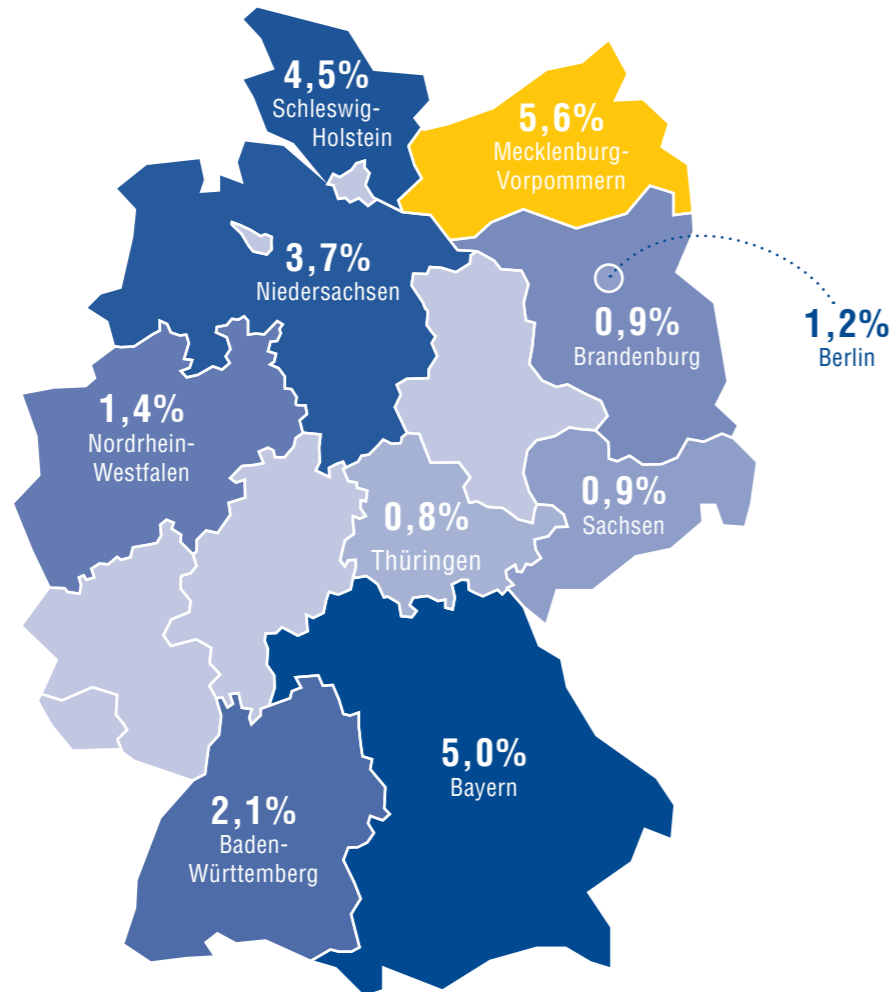 4,5%
Schleswig-
Holstein
5,6%
Mecklenburg-
Vorpommern
3,7%
Niedersachsen
0,9%
Brandenburg
1,2%
Berlin
1,4%
Nordrhein-
Westfalen
0,8%
Thüringen
0,9%
Sachsen
5,0%
Bayern
2,1%
Baden-
Württemberg